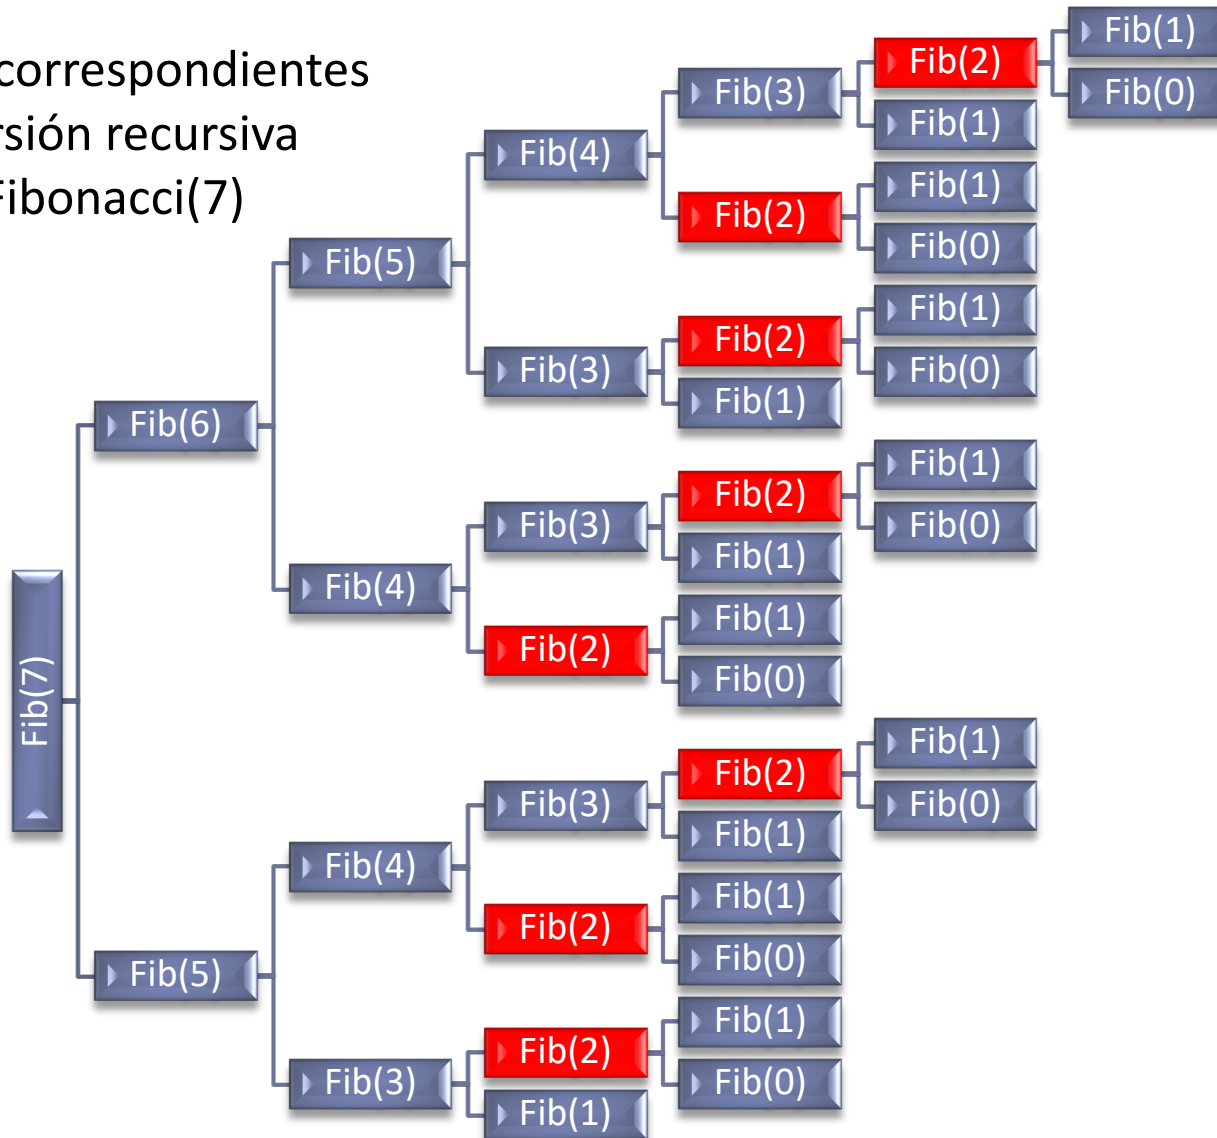 correspondientes
rsión recursiva
Fibonacci(7)
Fib(7)
Fib(6)
Fib(5)
Fib(5)
Fib(4)
Fib(4)
Fib(3)
Fib(4)
Fib(3)
Fib(3)
Fib(2)
Fib(3)
Fib(2)
Fib(2)
Fib(1)
Fib(3)
Fib(2)
Fib(2)
Fib(1)
Fib(2)
Fib(1)
Fib(1)
Fib(0)
Fib(2)
Fib(1)
Fib(1)
Fib(0)
Fib(1)
Fib(0)
Fib(2)
Fib(1)
Fib(1)
Fib(0)
Fib(1)
Fib(0)
Fib(1)
Fib(0)
Fib(1)
Fib(0)
Fib(1)
Fib(0)